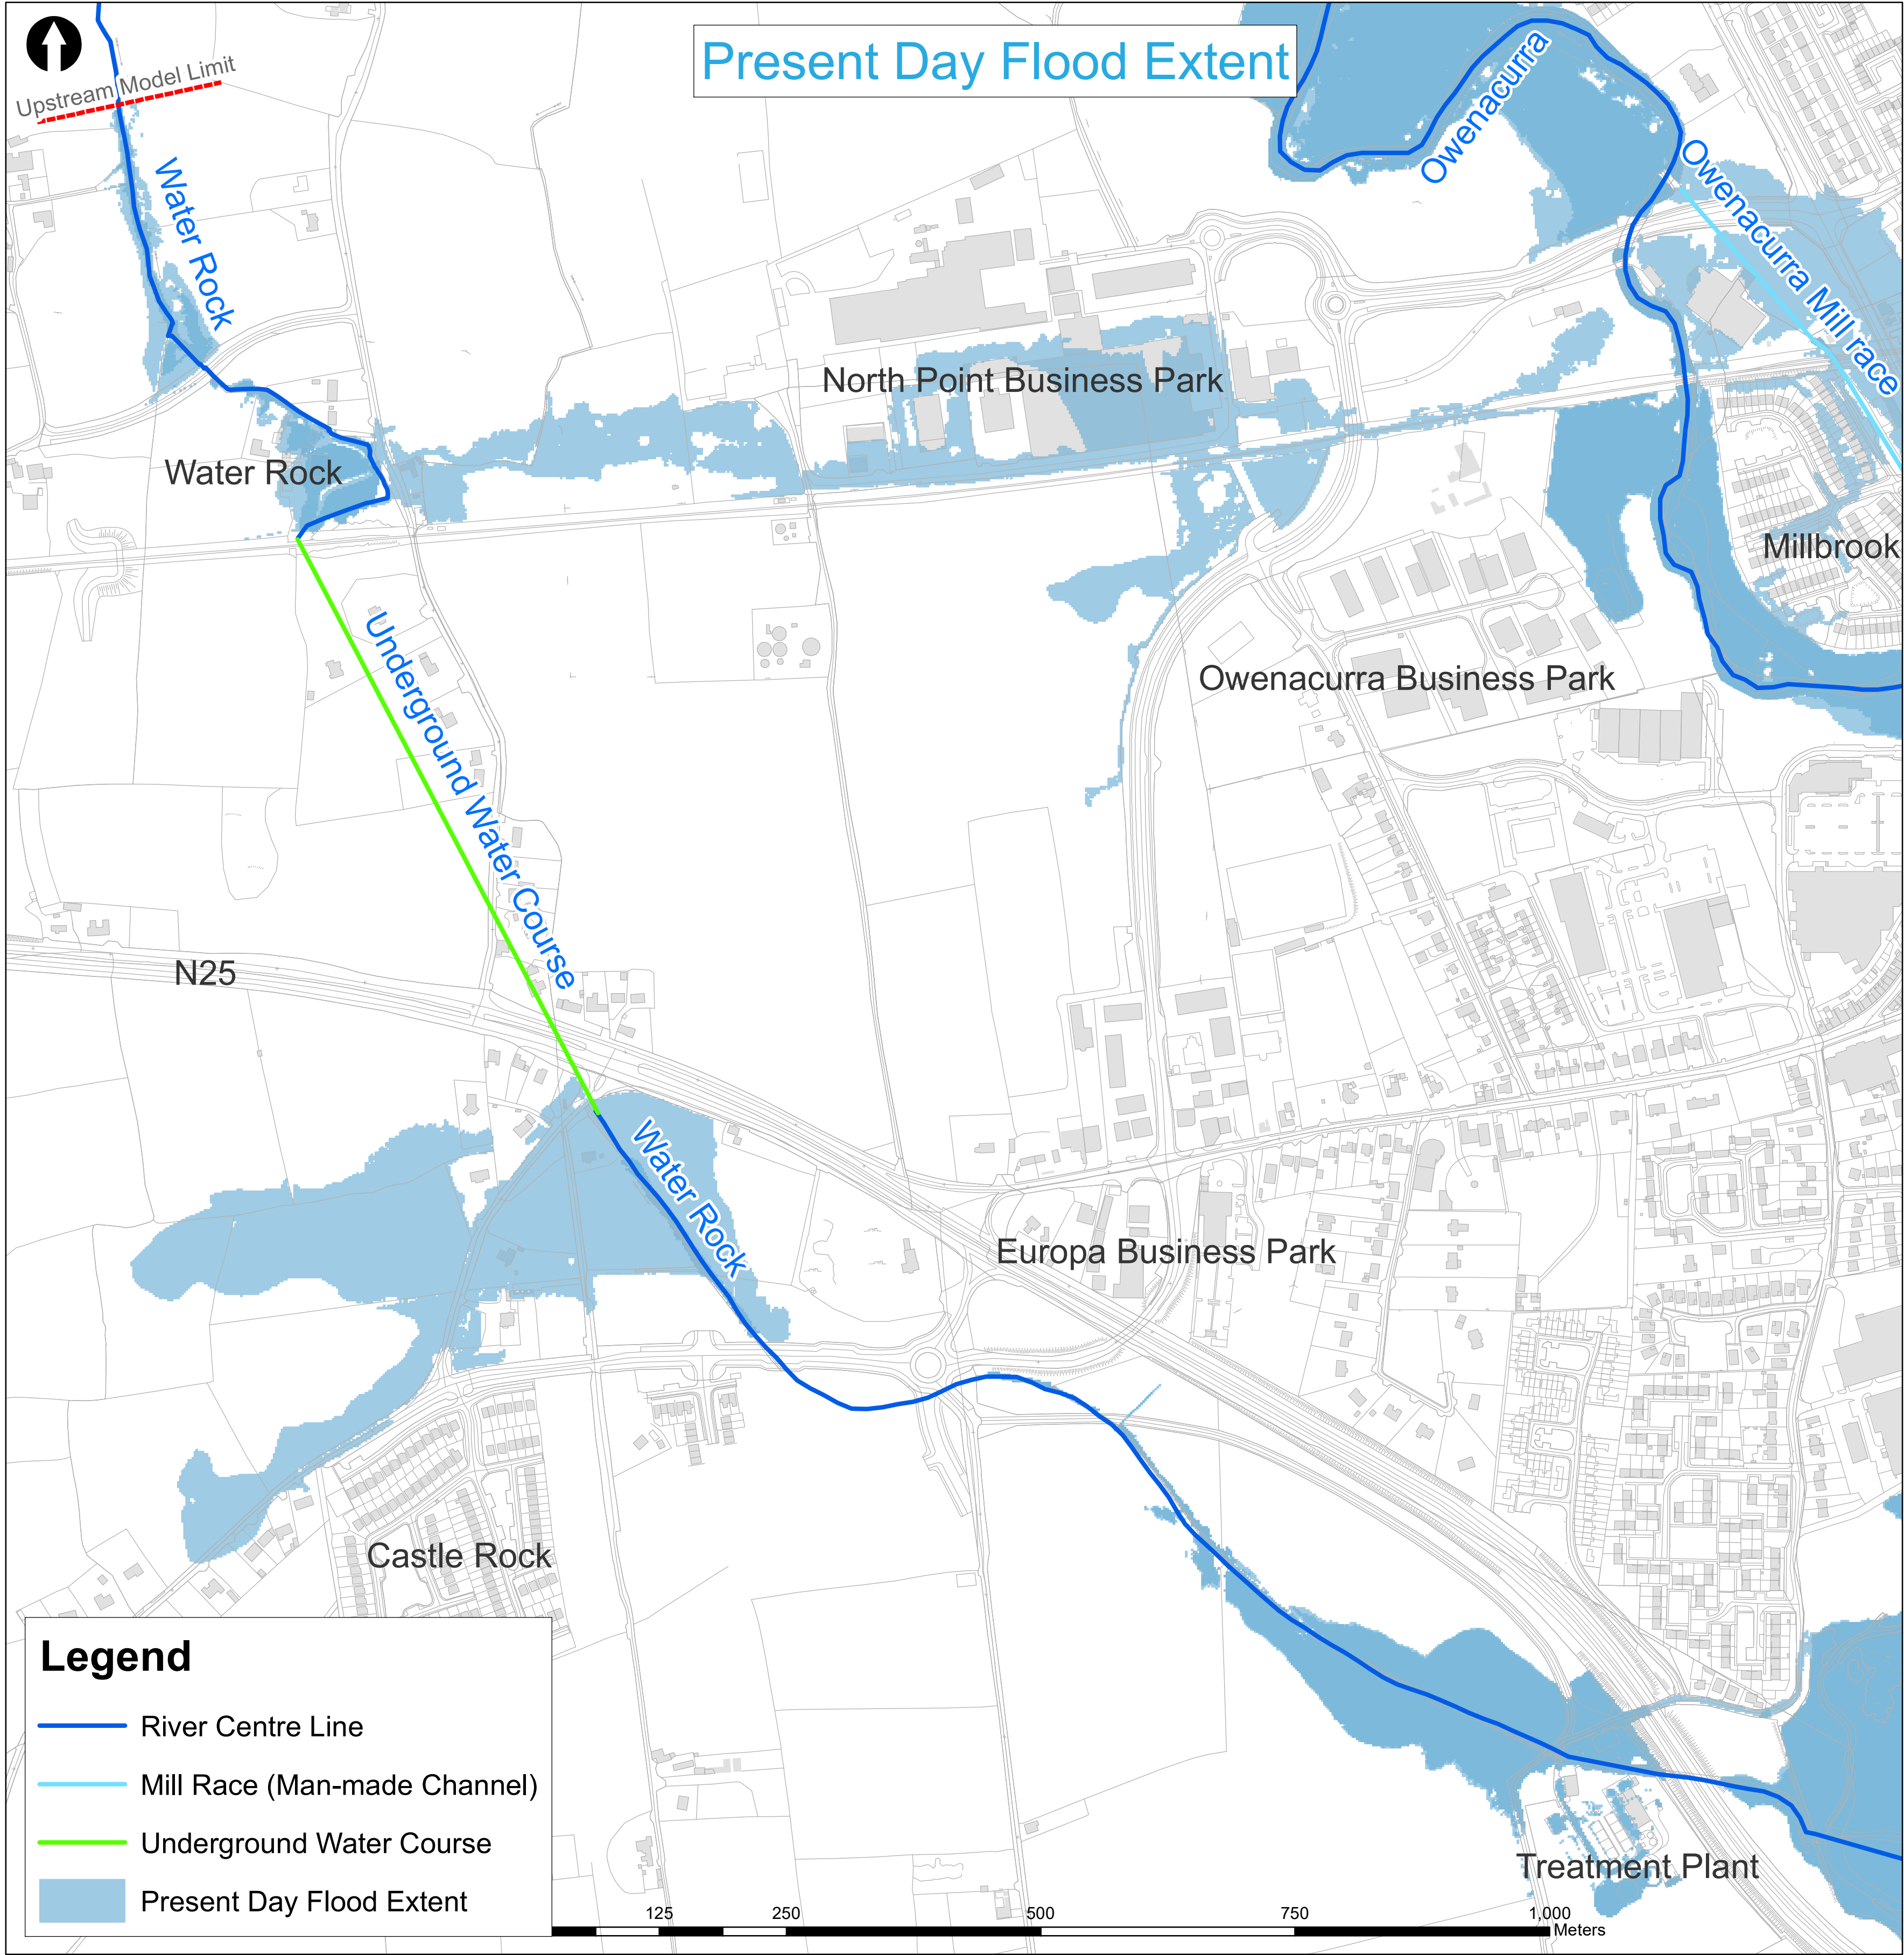 Present Day Flood Extent
Upstream Model Limit
Owenacurra
Owenacurra Mill race
Water Rock
North Point Business Park
Water Rock
Millbrook
Underground Water Course
Owenacurra Business Park
N25
Water Rock
Europa Business Park
Castle Rock
Treatment Plant
Legend
River Centre Line
Mill Race (Man-made Channel)
Underground Water Course
Present Day Flood Extent
125 250 500 750 1,000
Meters